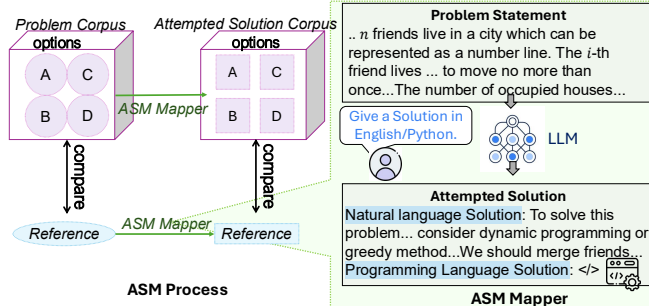 Problem Corpus
options
A
C
B
D
Attempted Solution Corpus
options
A
C
B
D
ASM Mapper
compare
compare
Reference
ASM Mapper
Reference
ASM Process
Problem Statement
.. n friends live in a city which can be
represented as a number line. The i-th
friend lives ... to move no more than
once...The number of occupied houses...
Give a Solution in
English/Python.
LLM
Attempted Solution
Natural language Solution: To solve this
problem... consider dynamic programming or
greedy method...We should merge friends...
Programming Language Solution: </>
ASM Mapper